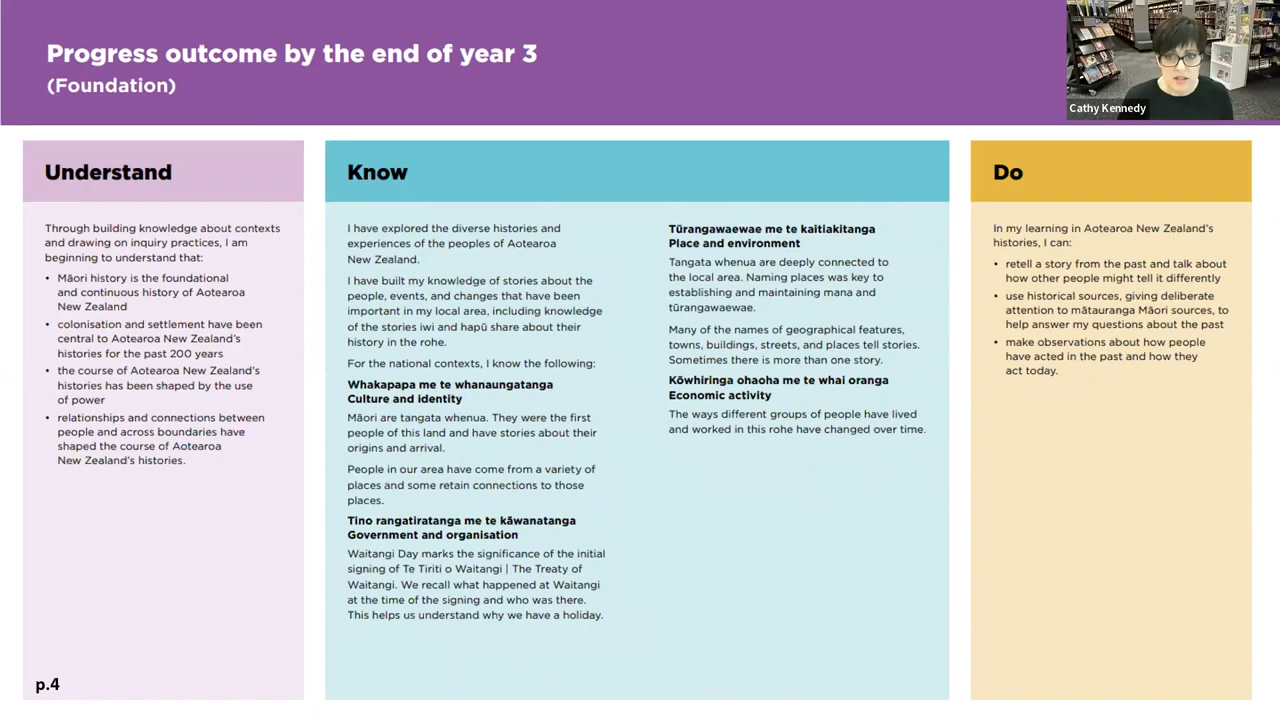 Progress outcome by the end of year 3
(Foundation)
Cathy Kennedy
Understand
Through building knowledge about contexts
and drawing on inquiry practices, I am
beginning to understand that:
• Māori history is the foundational
and continuous history of Aotearoa
New Zealand
• colonisation and settlement have been
central to Aotearoa New Zealand's
histories for the past 200 years
• the course of Aotearoa New Zealand's
histories has been shaped by the use
of power
• relationships and connections between
people and across boundaries have
shaped the course of Aotearoa
New Zealand's histories.
p.4
Know
I have explored the diverse histories and
experiences of the peoples of Aotearoa
New Zealand.
I have built my knowledge of stories about the
people, events, and changes that have been
important in my local area, including knowledge
of the stories iwi and hapū share about their
history in the rohe.
For the national contexts, I know the following:
Whakapapa me te whanaungatanga
Culture and identity
Māori are tangata whenua. They were the first
people of this land and have stories about their
origins and arrival.
People in our area have come from a variety of
places and some retain connections to those
places.
Tino rangatiratanga me te kāwanatanga
Government and organisation
Waitangi Day marks the significance of the initial
signing of Te Tiriti o Waitangi | The Treaty of
Waitangi. We recall what happened at Waitangi
at the time of the signing and who was there.
This helps us understand why we have a holiday.
Tūrangawaewae me te kaitiakitanga
Place and environment
Tangata whenua are deeply connected to
the local area. Naming places was key to
establishing and maintaining mana and
tūrangawaewae.
Many of the names of geographical features,
towns, buildings, streets, and places tell stories.
Sometimes there is more than one story.
Kōwhiringa ohaoha me te whai oranga
Economic activity
The ways different groups of people have lived
and worked in this rohe have changed over time.
Do
In my learning in Aotearoa New Zealand's
histories, I can:
• retell a story from the past and talk about
how other people might tell it differently
• use historical sources, giving deliberate
attention to mātauranga Māori sources, to
help answer my questions about the past
• make observations about how people
have acted in the past and how they
act today.